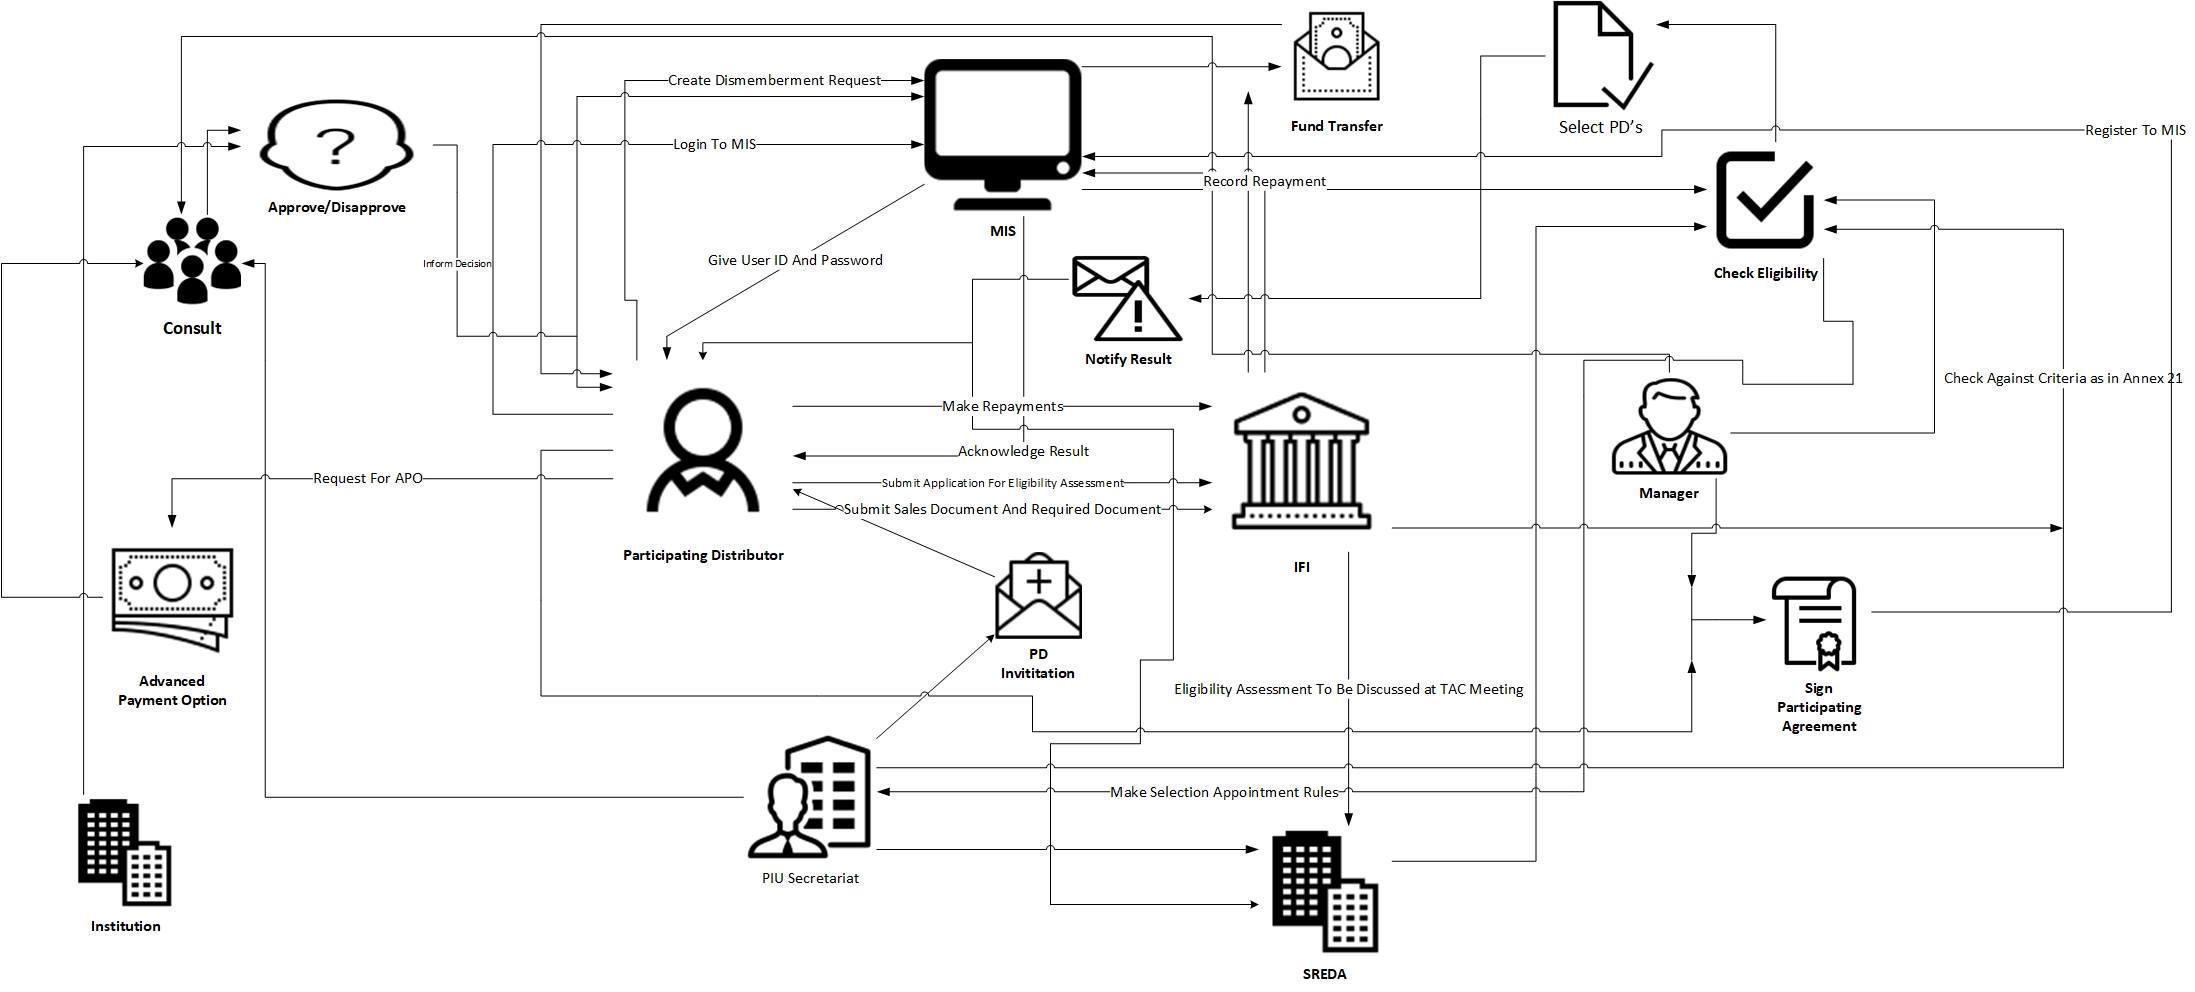 Create Dismemberment Request
Fund Transfer
Select PD's
Register To MIS
Login To MIS
Record Repayment
Approve/Disapprove
MIS
Inform Decision
Give User ID And Password
Check Eligibility
Consult
Notify Result
Check Against Criteria as in Annex 21
Make Repayments
Acknowledge Result
Request For APO
Submit Application For Eligibility Assessment
Manager
Submit Sales Document And Required Document
Participating Distributor
IFI
PD
Invititation
Advanced
Payment Option
Eligibility Assessment To Be Discussed at TAC Meeting
Sign
Participating
Agreement
Make Selection Appointment Rules
PIU Secretariat
Institution
SREDA